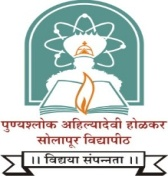 पुण्यश्लोक अहिल्यादेवी होळकर
सोलापूर विद्यापीठ
।। विद्यया संपन्नता ।।